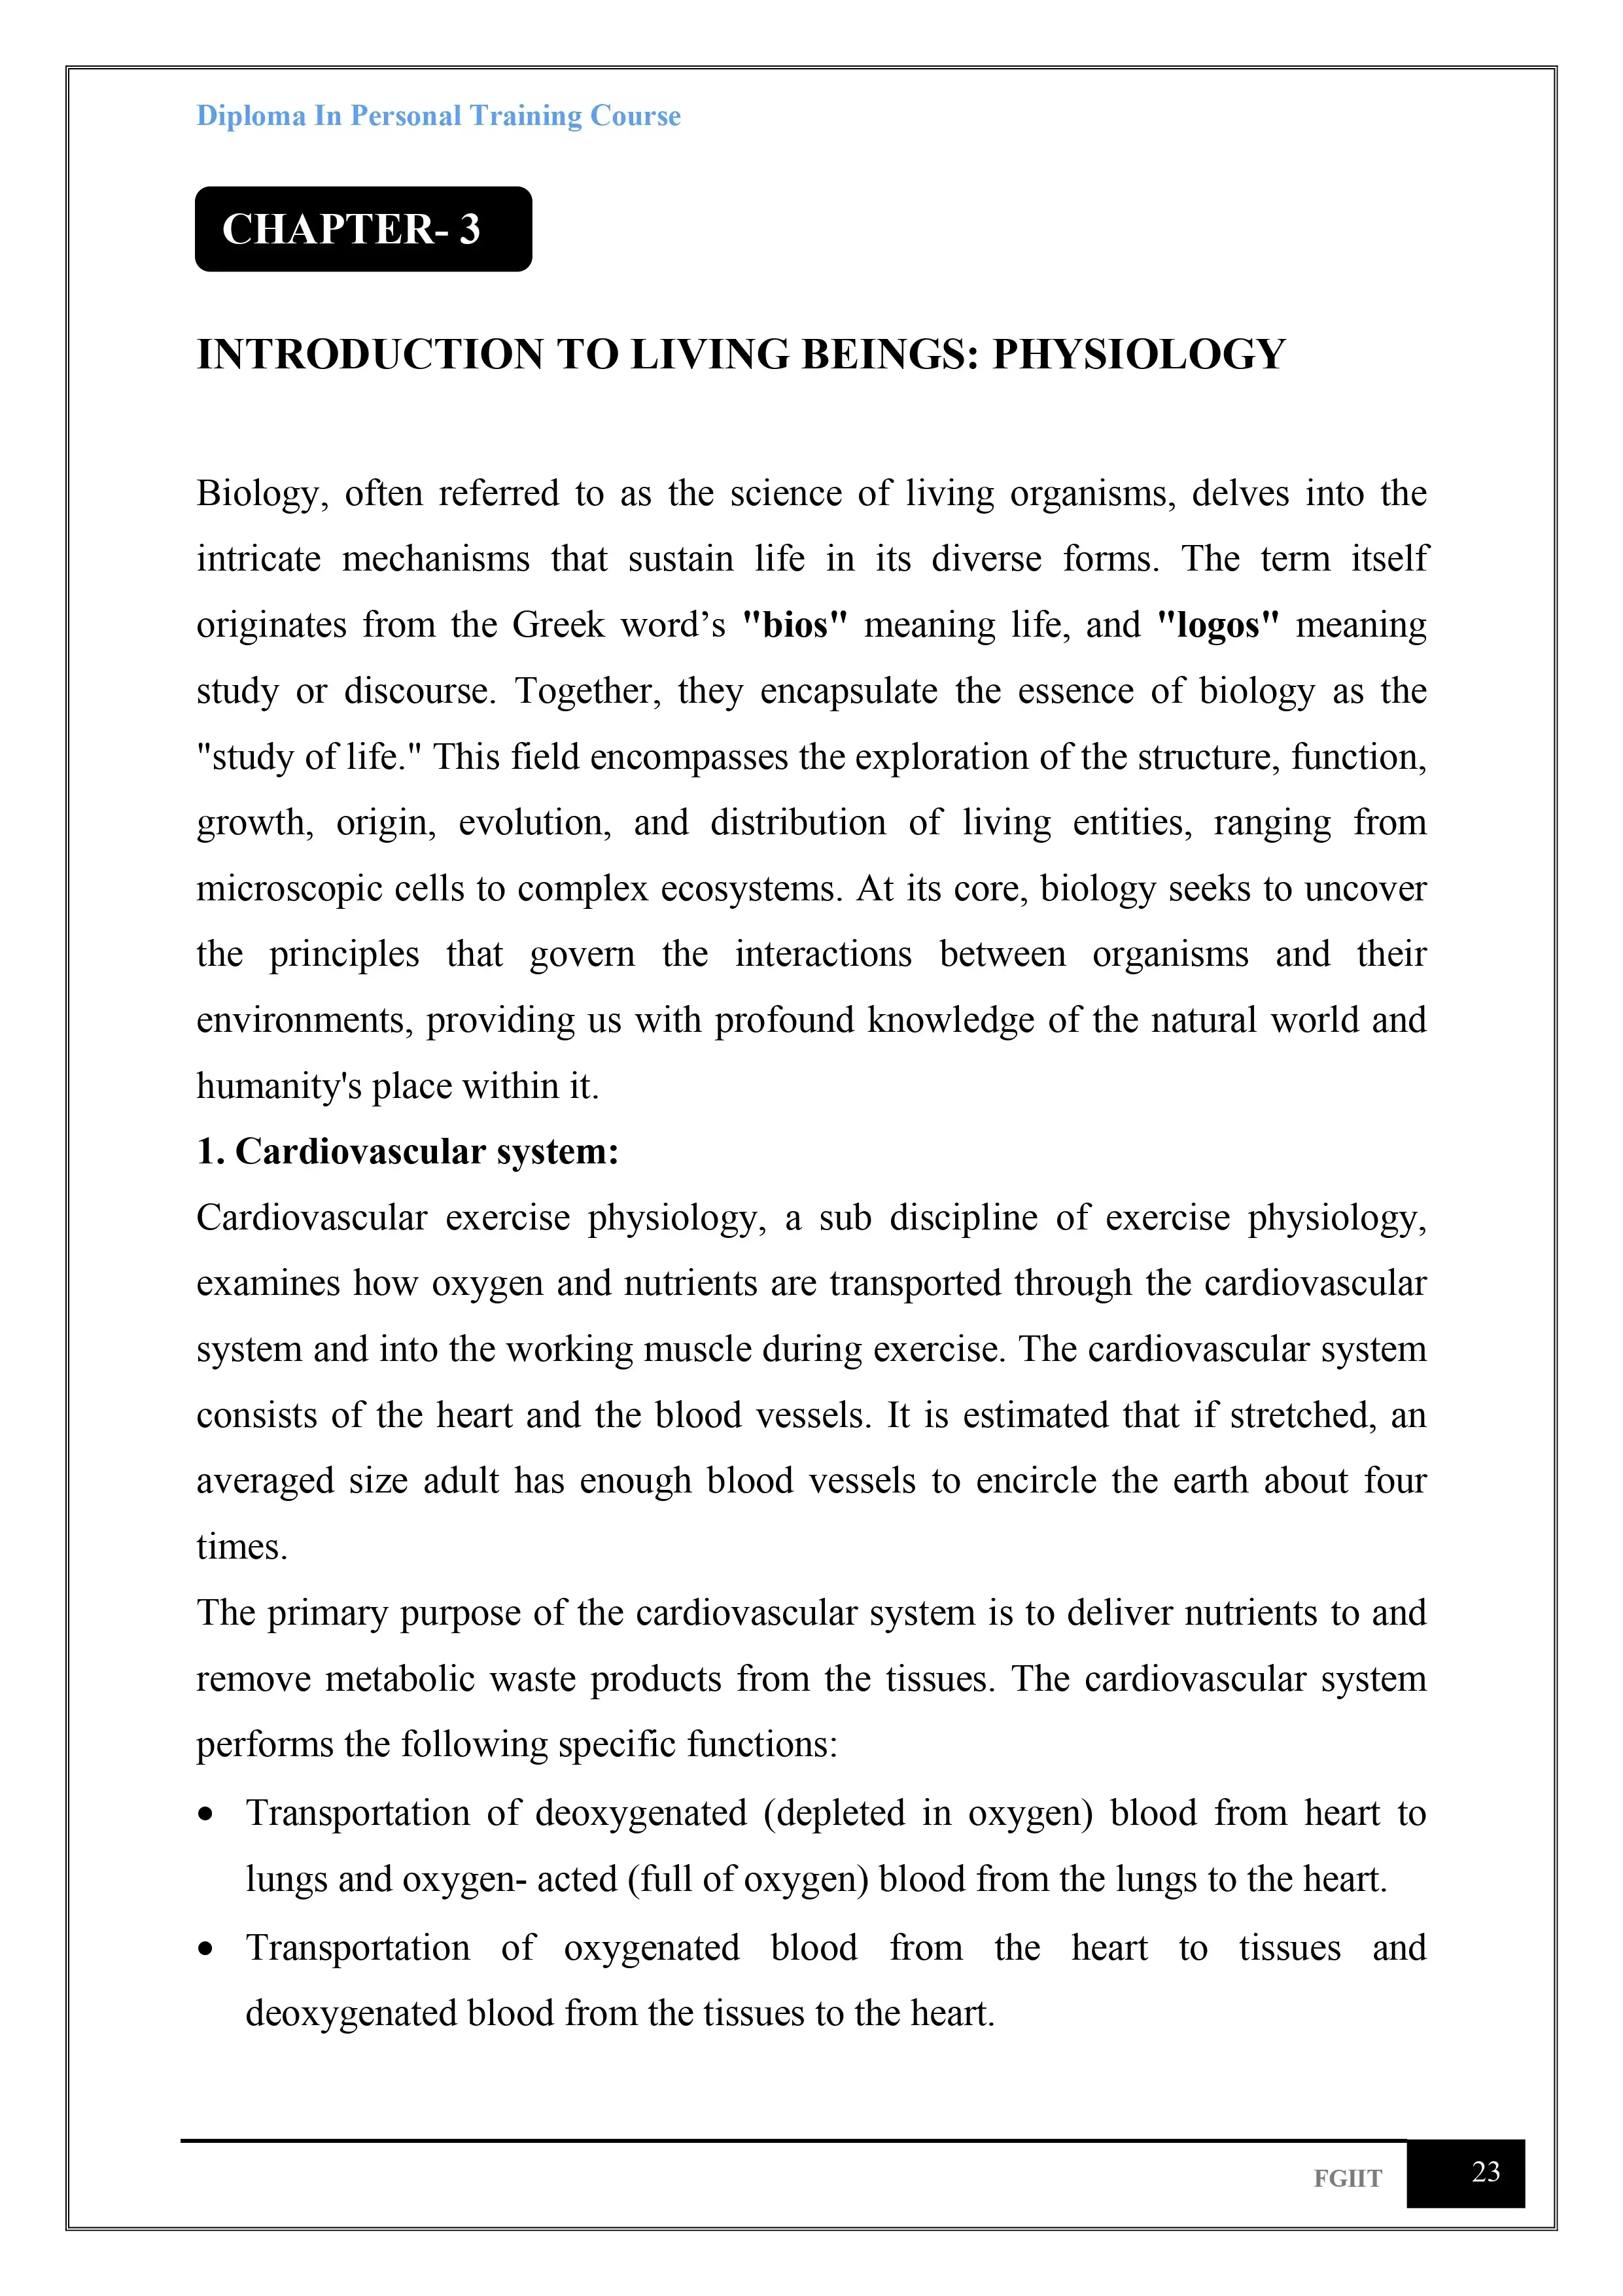 Diploma In Personal Training Course
CHAPTER- 3
INTRODUCTION TO LIVING BEINGS: PHYSIOLOGY
Biology, often referred to as the science of living organisms, delves into the
intricate mechanisms that sustain life in its diverse forms. The term itself
originates from the Greek word’s "bios" meaning life, and "logos" meaning
study or discourse. Together, they encapsulate the essence of biology as the
"study of life." This field encompasses the exploration of the structure, function,
growth, origin, evolution, and distribution of living entities, ranging from
microscopic cells to complex ecosystems. At its core, biology seeks to uncover
the principles that govern the interactions between organisms and their
environments, providing us with profound knowledge of the natural world and
humanity's place within it.
1. Cardiovascular system:
Cardiovascular exercise physiology, a sub discipline of exercise physiology,
examines how oxygen and nutrients are transported through the cardiovascular
system and into the working muscle during exercise. The cardiovascular system
consists of the heart and the blood vessels. It is estimated that if stretched, an
averaged size adult has enough blood vessels to encircle the earth about four
times.
The primary purpose of the cardiovascular system is to deliver nutrients to and
remove metabolic waste products from the tissues. The cardiovascular system
performs the following specific functions:
• Transportation of deoxygenated (depleted in oxygen) blood from heart to
lungs and oxygen- acted (full of oxygen) blood from the lungs to the heart.
• Transportation of oxygenated blood from the heart to tissues and
deoxygenated blood from the tissues to the heart.
FGIIT 23